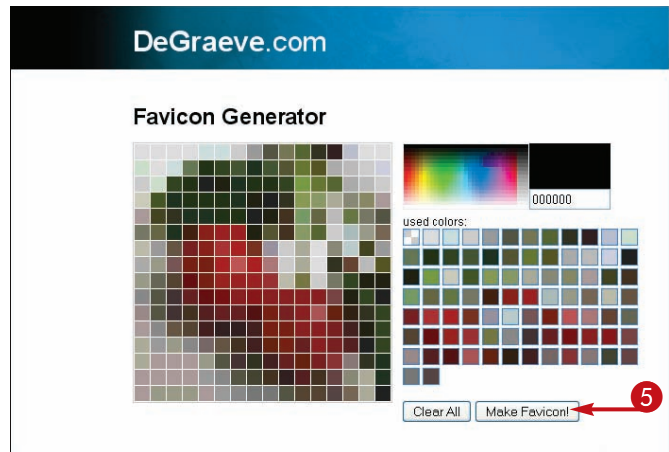 DeGraeve.com
Favicon Generator
000000
used colors:
Clear All Make Favicon! 5